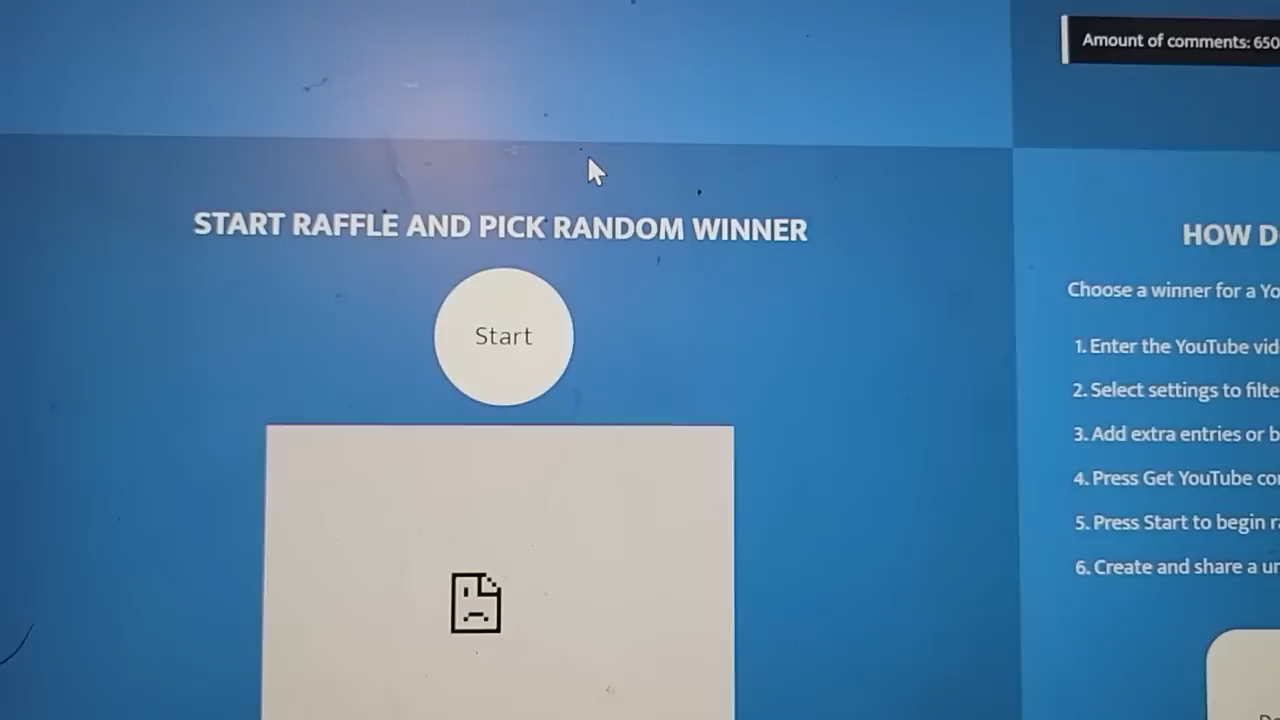 Amount of comments: 650
START RAFFLE AND PICK RANDOM WINNER
Start
HOW D
Choose a winner for a Yo
1. Enter the YouTube vid
2. Select settings to filte
3. Add extra entries or b
4. Press Get YouTube co
5. Press Start to begin r
6. Create and share a u